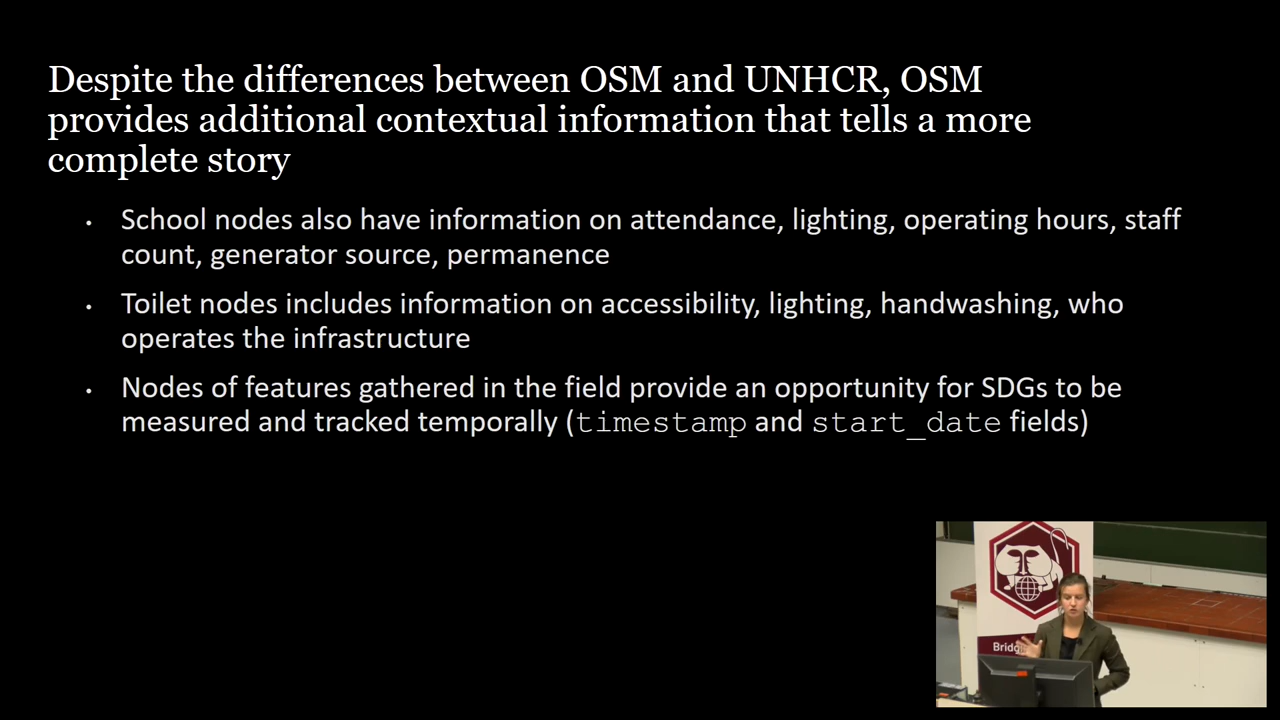 Despite the differences between OSM and UNHCR, OSM
provides additional contextual information that tells a more
complete story
• School nodes also have information on attendance, lighting, operating hours, staff
count, generator source, permanence
• Toilet nodes includes information on accessibility, lighting, handwashing, who
operates the infrastructure
• Nodes of features gathered in the field provide an opportunity for SDGs to be
measured and tracked temporally (timestamp and start_date fields)